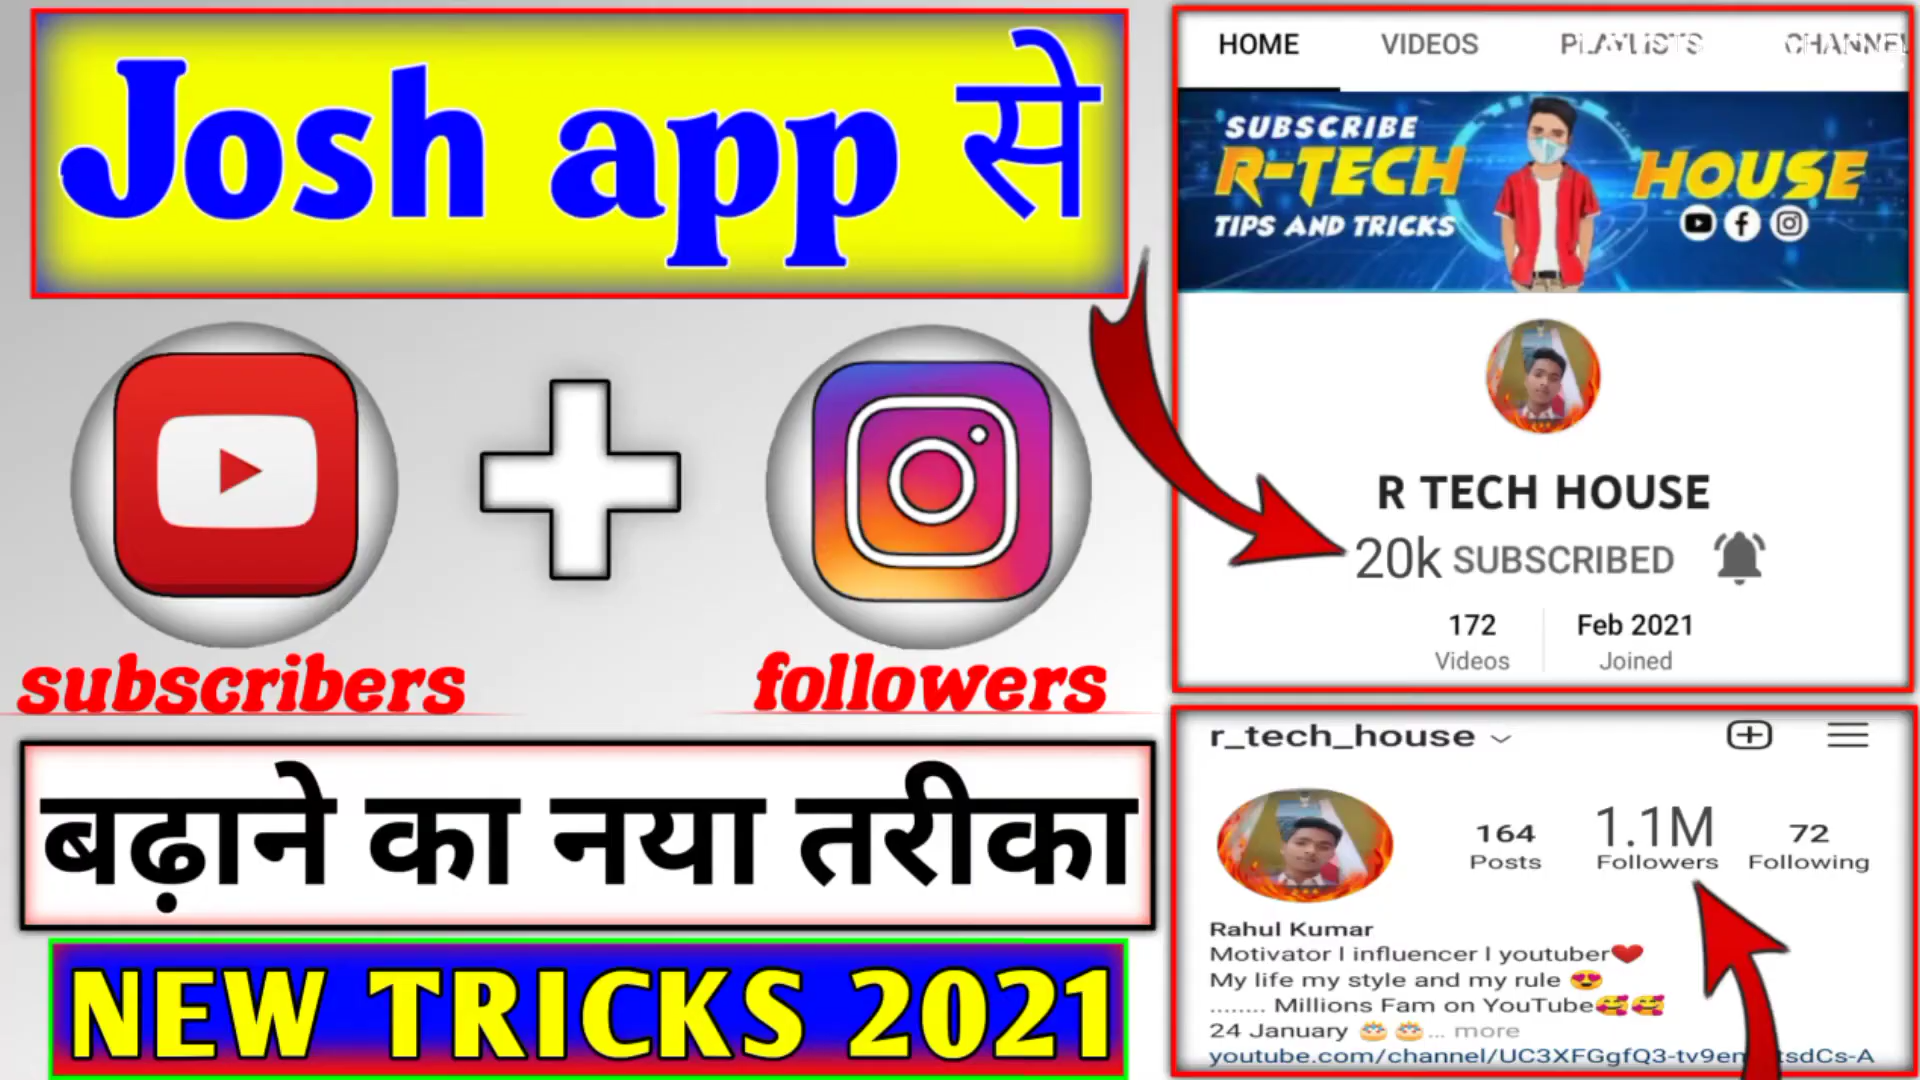 Josh app से
subscribers
followers
बढ़ाने का नया तरीका
NEW TRICKS 2021
HOME VIDEOS PLAYLISTS CHANNEL
SUBSCRIBE
R-TECH HOUSE
TIPS AND TRICKS
R TECH HOUSE
20k SUBSCRIBED
172 Feb 2021
Videos Joined
r_tech_house
164 1.1M 72
Posts Followers Following
Rahul Kumar
Motivator I influencer I youtuber❤️
My life my style and my rule 😍
........ Millions Fam on YouTube🥰🥰
24 January 🎂 🎂... more